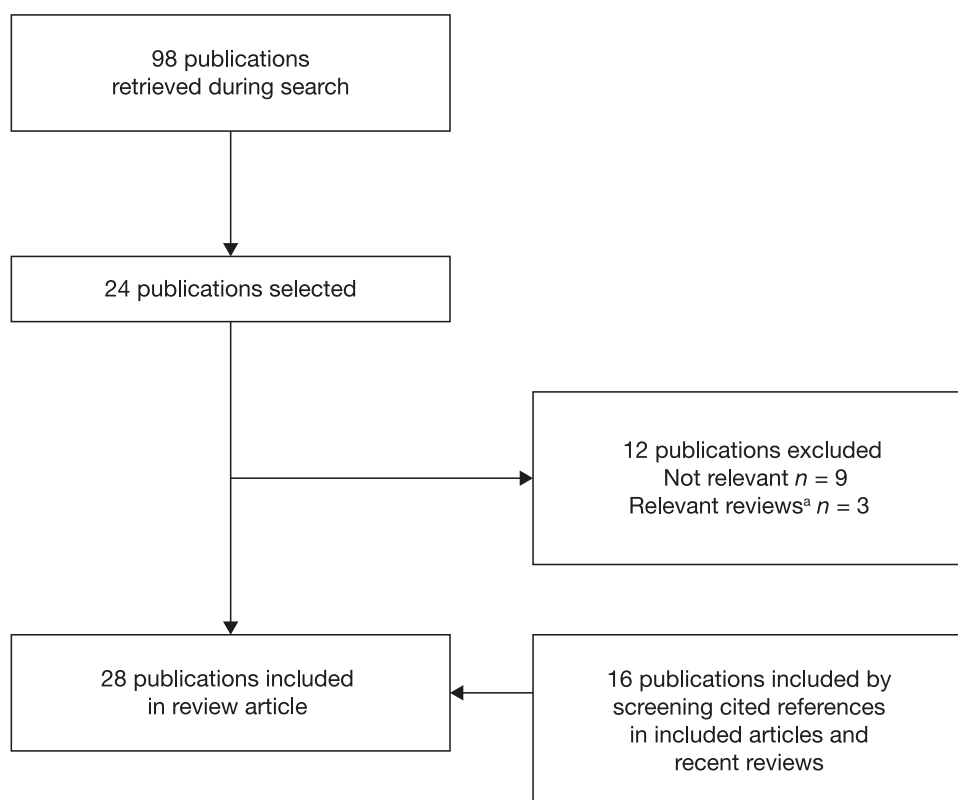 98 publications
retrieved during search
24 publications selected
12 publications excluded
Not relevant n = 9
Relevant reviewsᵃ n = 3
28 publications included
in review article
16 publications included by
screening cited references
in included articles and
recent reviews